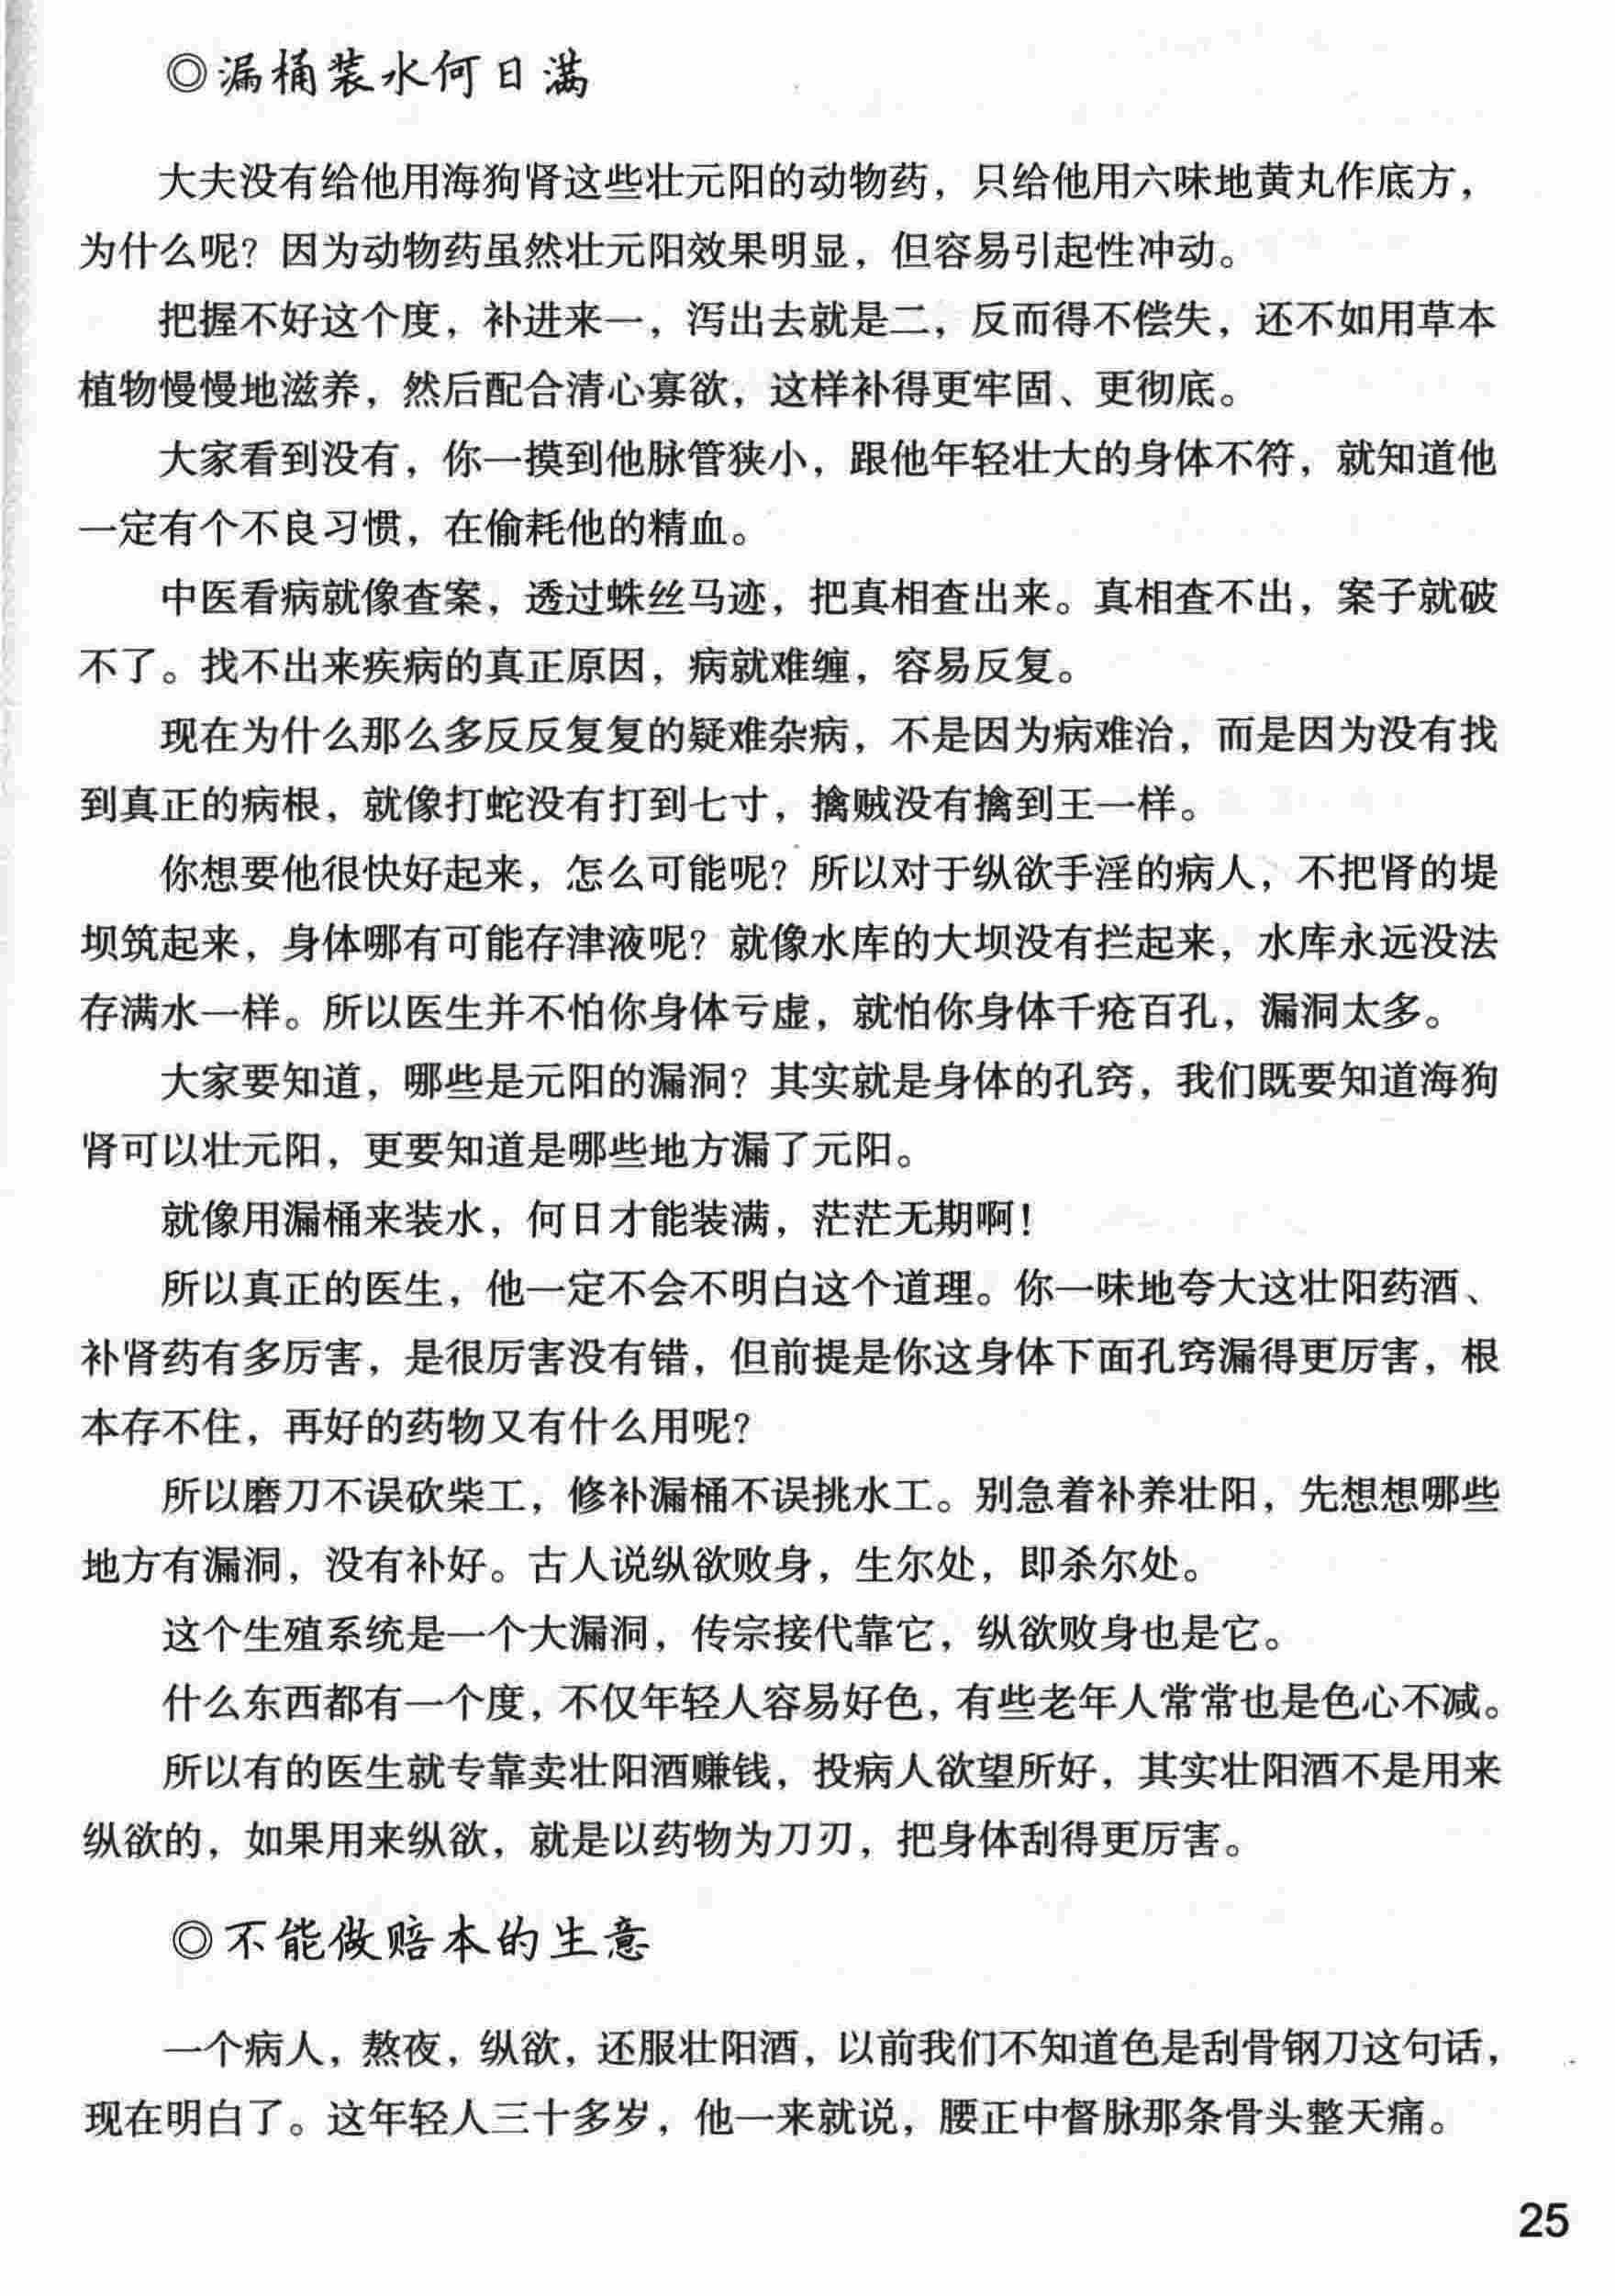 ◎漏桶装水何日满
大夫没有给他用海狗肾这些壮元阳的动物药，只给他用六味地黄丸作底方，
为什么呢？因为动物药虽然壮元阳效果明显，但容易引起性冲动。
把握不好这个度，补进来一，泻出去就是二，反而得不偿失，还不如用草本
植物慢慢地滋养，然后配合清心寡欲，这样补得更牢固、更彻底。
大家看到没有，你一摸到他脉管狭小，跟他年轻壮大的身体不符，就知道他
一定有个不良习惯，在偷耗他的精血。
中医看病就像查案，透过蛛丝马迹，把真相查出来。真相查不出，案子就破
不了。找不出来疾病的真正原因，病就难缠，容易反复。
现在为什么那么多反反复复的疑难杂病，不是因为病难治，而是因为没有找
到真正的病根，就像打蛇没有打到七寸，擒贼没有擒到王一样。
你想要他很快好起来，怎么可能呢？所以对于纵欲手淫的病人，不把肾的堤
坝筑起来，身体哪有可能存津液呢？就像水库的大坝没有拦起来，水库永远没法
存满水一样。所以医生并不怕你身体亏虚，就怕你身体千疮百孔，漏洞太多。
大家要知道，哪些是元阳的漏洞？其实就是身体的孔窍，我们既要知道海狗
肾可以壮元阳，更要知道是哪些地方漏了元阳。
就像用漏桶来装水，何日才能装满，茫茫无期啊！
所以真正的医生，他一定不会不明白这个道理。你一味地夸大这壮阳药酒、
补肾药有多厉害，是很厉害没有错，但前提是你这身体下面孔窍漏得更厉害，根
本存不住，再好的药物又有什么用呢？
所以磨刀不误砍柴工，修补漏桶不误挑水工。别急着补养壮阳，先想想哪些
地方有漏洞，没有补好。古人说纵欲败身，生尔处，即杀尔处。
这个生殖系统是一个大漏洞，传宗接代靠它，纵欲败身也是它。
什么东西都有一个度，不仅年轻人容易好色，有些老年人常常也是色心不减。
所以有的医生就专靠卖壮阳酒赚钱，投病人欲望所好，其实壮阳酒不是用来
纵欲的，如果用来纵欲，就是以药物为刀刃，把身体刮得更厉害。
◎不能做赔本的生意
一个病人，熬夜，纵欲，还服壮阳酒，以前我们不知道色是刮骨钢刀这句话，
现在明白了。这年轻人三十多岁，他一来就说，腰正中督脉那条骨头整天痛。
25